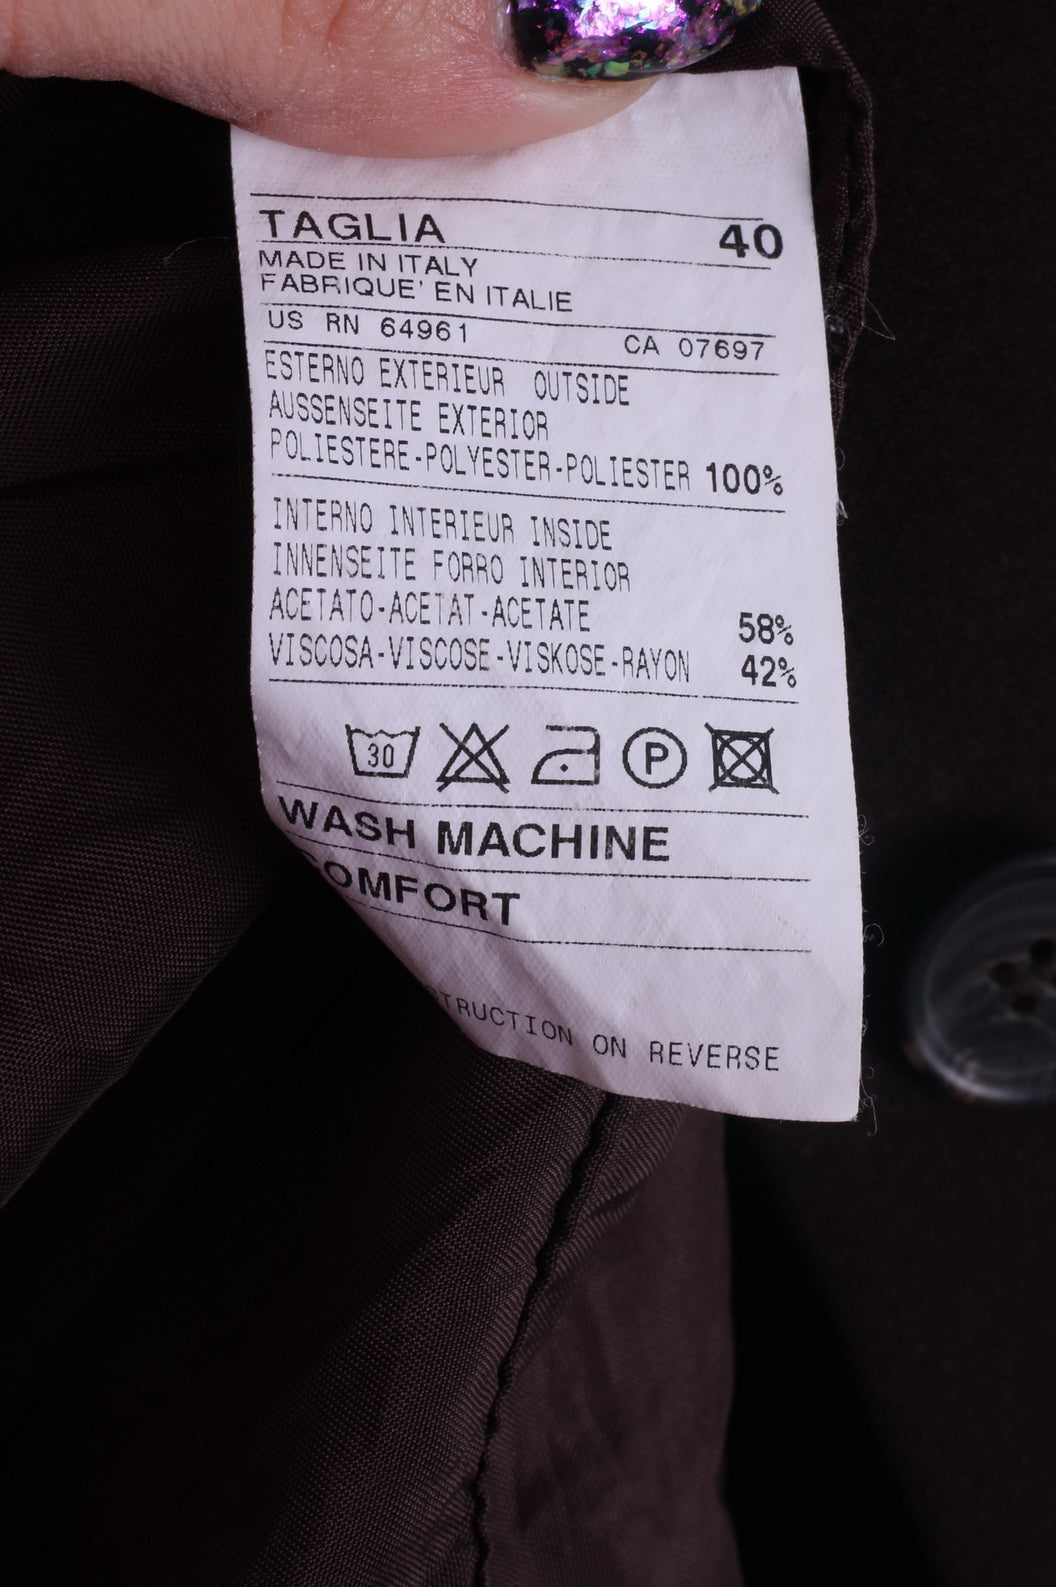 TAGLIA 40
MADE IN ITALY
FABRIQUE' EN ITALIE
US RN 64961 CA 07697
ESTERNO EXTERIEUR OUTSIDE
AUSSENSEITE EXTERIOR
POLIESTERE-POLYESTER-POLIESTER 100%
INTERNO INTERIEUR INSIDE
INNENSEITE FORRO INTERIOR
ACETATO-ACETAT-ACETATE 58%
VISCOSA-VISCOSE-VISKOSE-RAYON 42%
30 P
WASH MACHINE
COMFORT
STRUCTION ON REVERSE